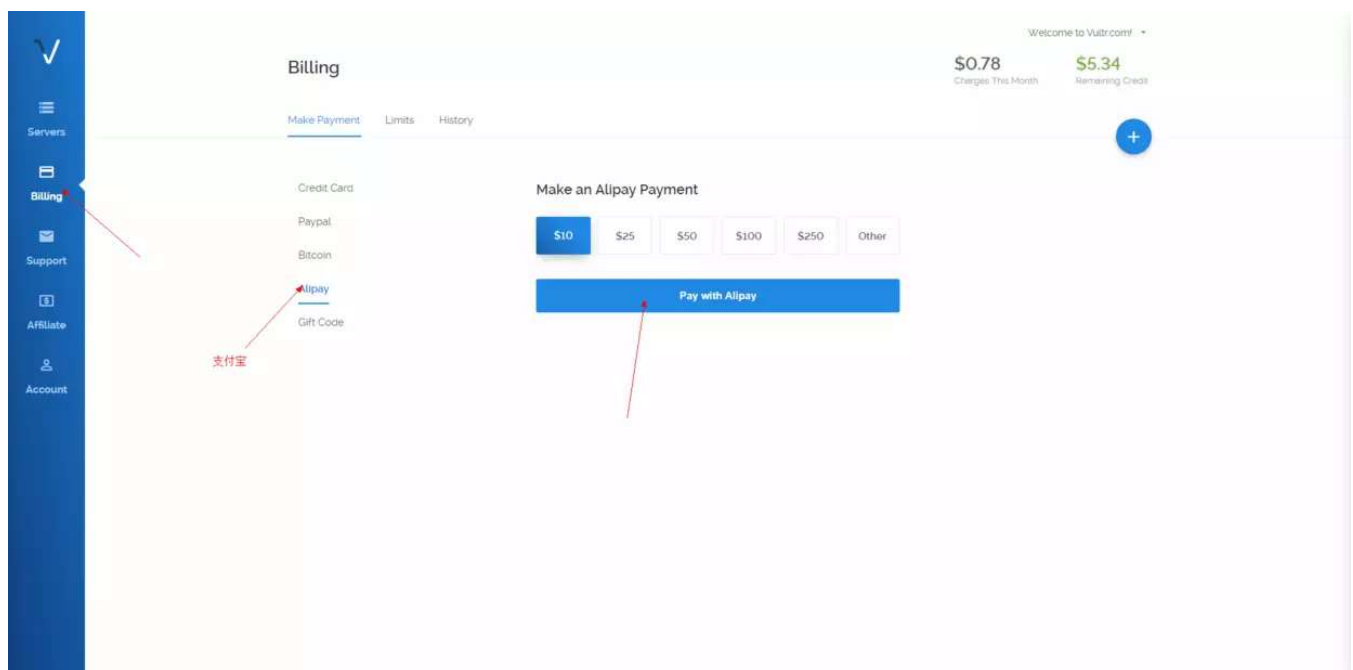 Welcome to Vultr.com!
Billing
$0.78
$5.34
Charges This Month
Remaining Credit
Make Payment
Limits
History
Servers
Billing
Support
Affiliate
Account
Credit Card
Paypal
Bitcoin
Alipay
Gift Code
支付宝
Make an Alipay Payment
$10
$25
$50
$100
$250
Other
Pay with Alipay